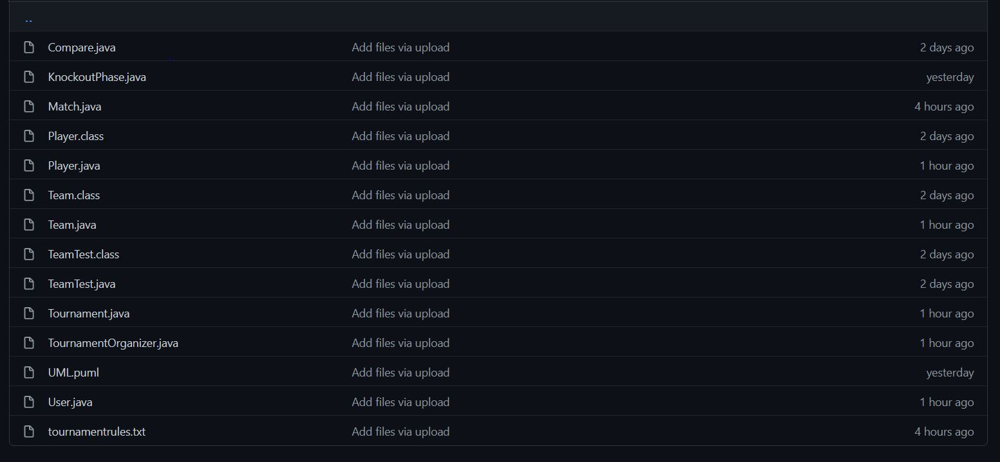 ..
Compare.java Add files via upload 2 days ago
KnockoutPhase.java Add files via upload yesterday
Match.java Add files via upload 4 hours ago
Player.class Add files via upload 2 days ago
Player.java Add files via upload 1 hour ago
Team.class Add files via upload 2 days ago
Team.java Add files via upload 1 hour ago
TeamTest.class Add files via upload 2 days ago
TeamTest.java Add files via upload 2 days ago
Tournament.java Add files via upload 1 hour ago
TournamentOrganizer.java Add files via upload 1 hour ago
UML.puml Add files via upload yesterday
User.java Add files via upload 1 hour ago
tournamentrules.txt Add files via upload 4 hours ago